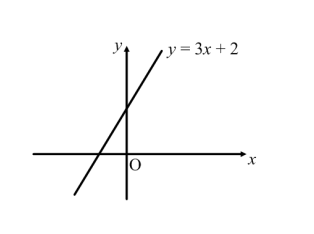 y
y = 3x + 2
O
x